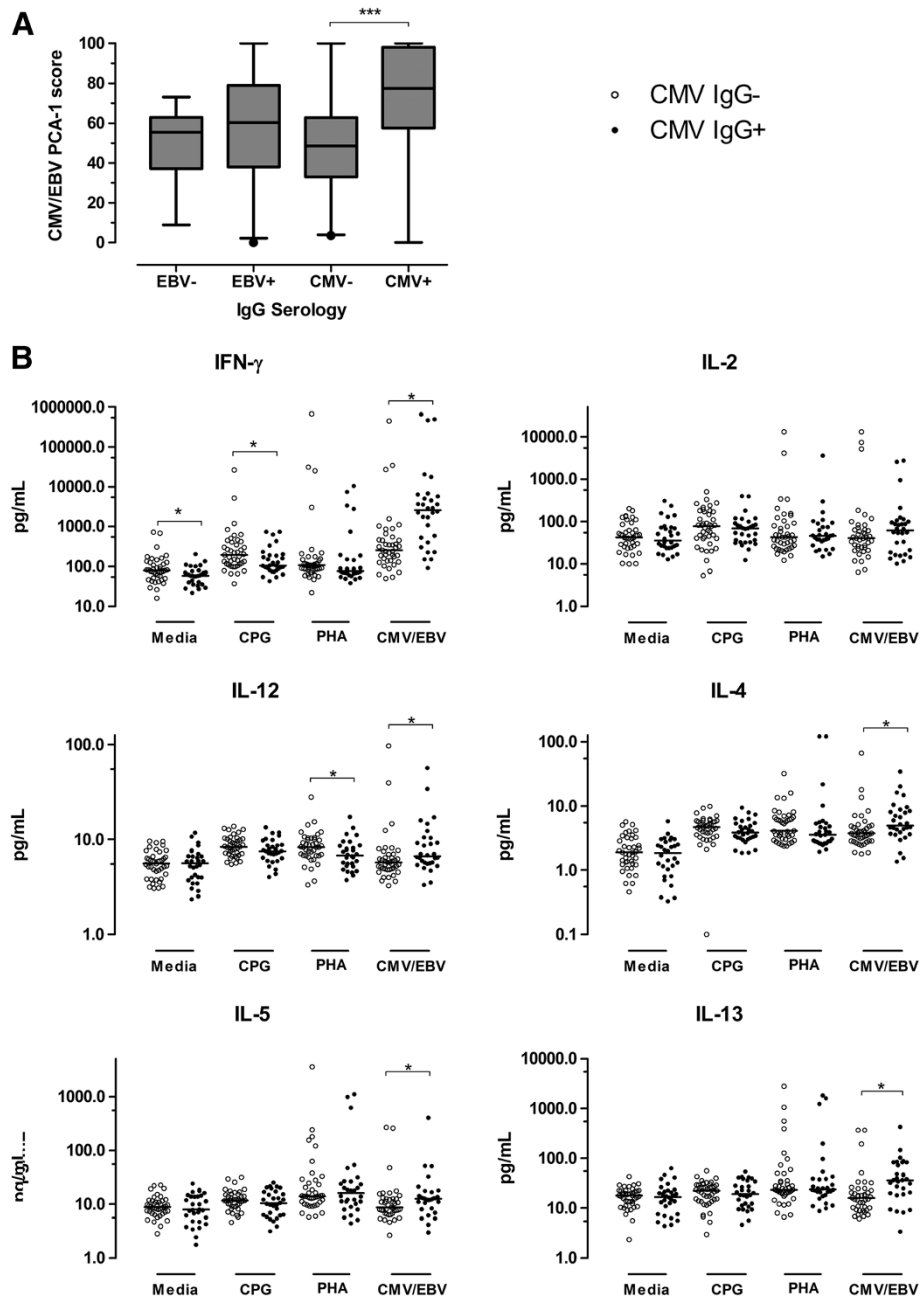 A
CMV/EBV PCA-1 score
100
80
60
40
20
0
***
EBV-
EBV+
CMV-
CMV+
IgG Serology
CMV IgG-
CMV IgG+
B
IFN-γ
pg/mL
1000000.0
100000.0
10000.0
1000.0
100.0
10.0
*
*
*
Media
CPG
PHA
CMV/EBV
IL-2
pg/mL
10000.0
1000.0
100.0
10.0
1.0
Media
CPG
PHA
CMV/EBV
IL-12
pg/mL
100.0
10.0
1.0
*
*
Media
CPG
PHA
CMV/EBV
IL-4
pg/mL
100.0
10.0
1.0
0.1
*
Media
CPG
PHA
CMV/EBV
IL-5
1000.0
100.0
10.0
1.0
*
Media
CPG
PHA
CMV/EBV
IL-13
pg/mL
10000.0
1000.0
100.0
10.0
1.0
*
Media
CPG
PHA
CMV/EBV